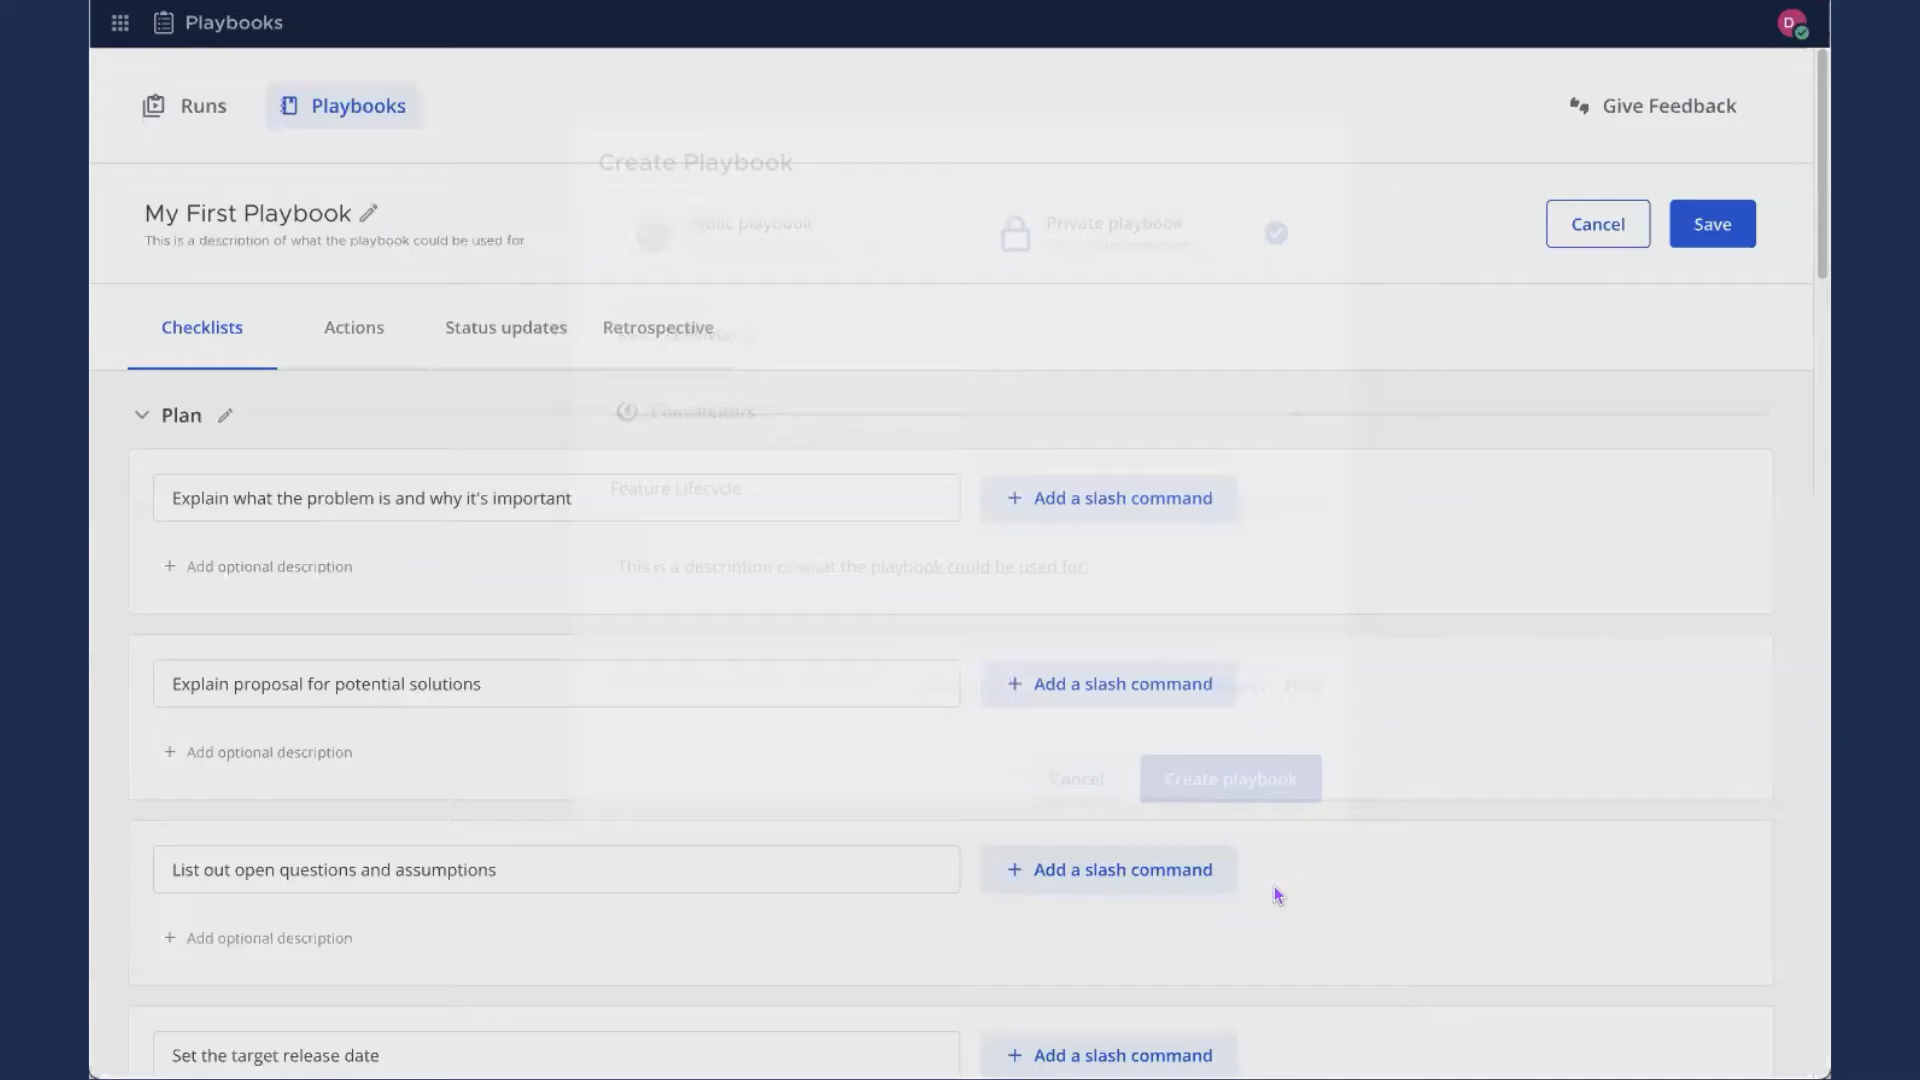 Playbooks
D
Runs
Playbooks
Give Feedback
Create Playbook
My First Playbook
This is a description of what the playbook could be used for
playbook
Private playbook
Cancel
Save
Checklists
Actions
Status updates
Retrospective
Plan
Explain what the problem is and why it's important
Feature Lifecycle
+ Add a slash command
+ Add optional description
This is a description of what the playbook could be used for.
Explain proposal for potential solutions
+ Add a slash command
+ Add optional description
Cancel
Create playbook
List out open questions and assumptions
+ Add a slash command
+ Add optional description
Set the target release date
+ Add a slash command